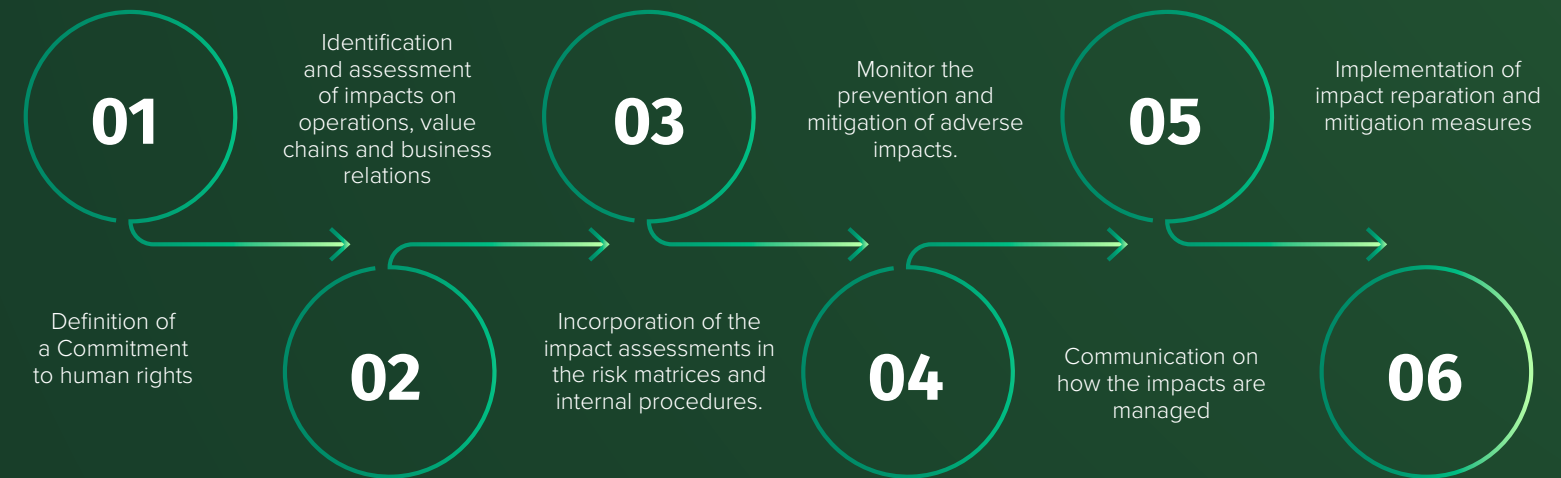 01
Definition of
a Commitment
to human rights
Identification
and assessment
of impacts on
operations, value
chains and business
relations
02
03
Incorporation of the
impact assessments in
the risk matrices and
internal procedures.
Monitor the
prevention and
mitigation of adverse
impacts.
04
05
Communication on
how the impacts are
managed
Implementation of
impact reparation and
mitigation measures
06